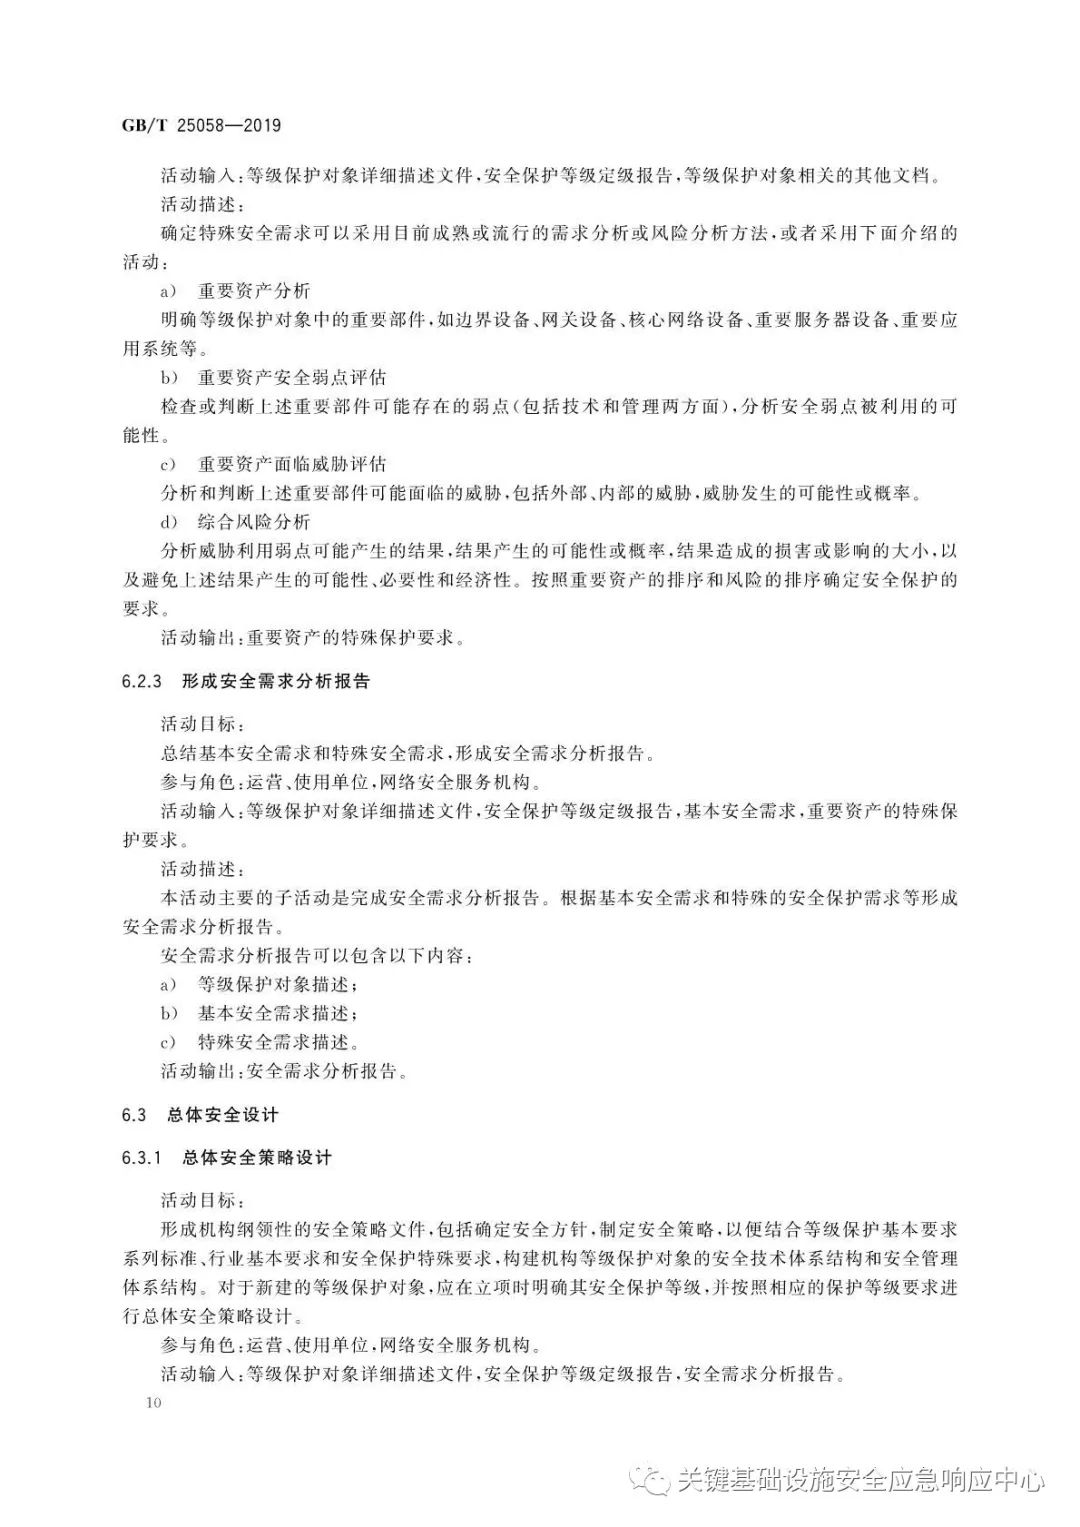 GB/T 25058—2019
活动输入:等级保护对象详细描述文件,安全保护等级定级报告,等级保护对象相关的其他文档。
活动描述:
确定特殊安全需求可以采用目前成熟或流行的需求分析或风险分析方法,或者采用下面介绍的
活动:
a) 重要资产分析
明确等级保护对象中的重要部件,如边界设备、网关设备、核心网络设备、重要服务器设备、重要应
用系统等。
b) 重要资产安全弱点评估
检查或判断上述重要部件可能存在的弱点(包括技术和管理两方面),分析安全弱点被利用的可
能性。
c) 重要资产面临威胁评估
分析和判断上述重要部件可能面临的威胁,包括外部、内部的威胁,威胁发生的可能性或概率。
d) 综合风险分析
分析威胁利用弱点可能产生的结果,结果产生的可能性或概率,结果造成的损害或影响的大小,以
及避免上述结果产生的可能性、必要性和经济性。按照重要资产的排序和风险的排序确定安全保护的
要求。
活动输出:重要资产的特殊保护要求。
6.2.3 形成安全需求分析报告
活动目标:
总结基本安全需求和特殊安全需求,形成安全需求分析报告。
参与角色:运营、使用单位,网络安全服务机构。
活动输入:等级保护对象详细描述文件,安全保护等级定级报告,基本安全需求,重要资产的特殊保
护要求。
活动描述:
本活动主要的子活动是完成安全需求分析报告。根据基本安全需求和特殊的安全保护需求等形成
安全需求分析报告。
安全需求分析报告可以包含以下内容:
a) 等级保护对象描述;
b) 基本安全需求描述;
c) 特殊安全需求描述。
活动输出:安全需求分析报告。
6.3 总体安全设计
6.3.1 总体安全策略设计
活动目标:
形成机构纲领性的安全策略文件,包括确定安全方针,制定安全策略,以便结合等级保护基本要求
系列标准、行业基本要求和安全保护特殊要求,构建机构等级保护对象的安全技术体系结构和安全管理
体系结构。对于新建的等级保护对象,应在立项时明确其安全保护等级,并按照相应的保护等级要求进
行总体安全策略设计。
参与角色:运营、使用单位,网络安全服务机构。
活动输入:等级保护对象详细描述文件,安全保护等级定级报告,安全需求分析报告。
10
关键基础设施安全应急响应中心